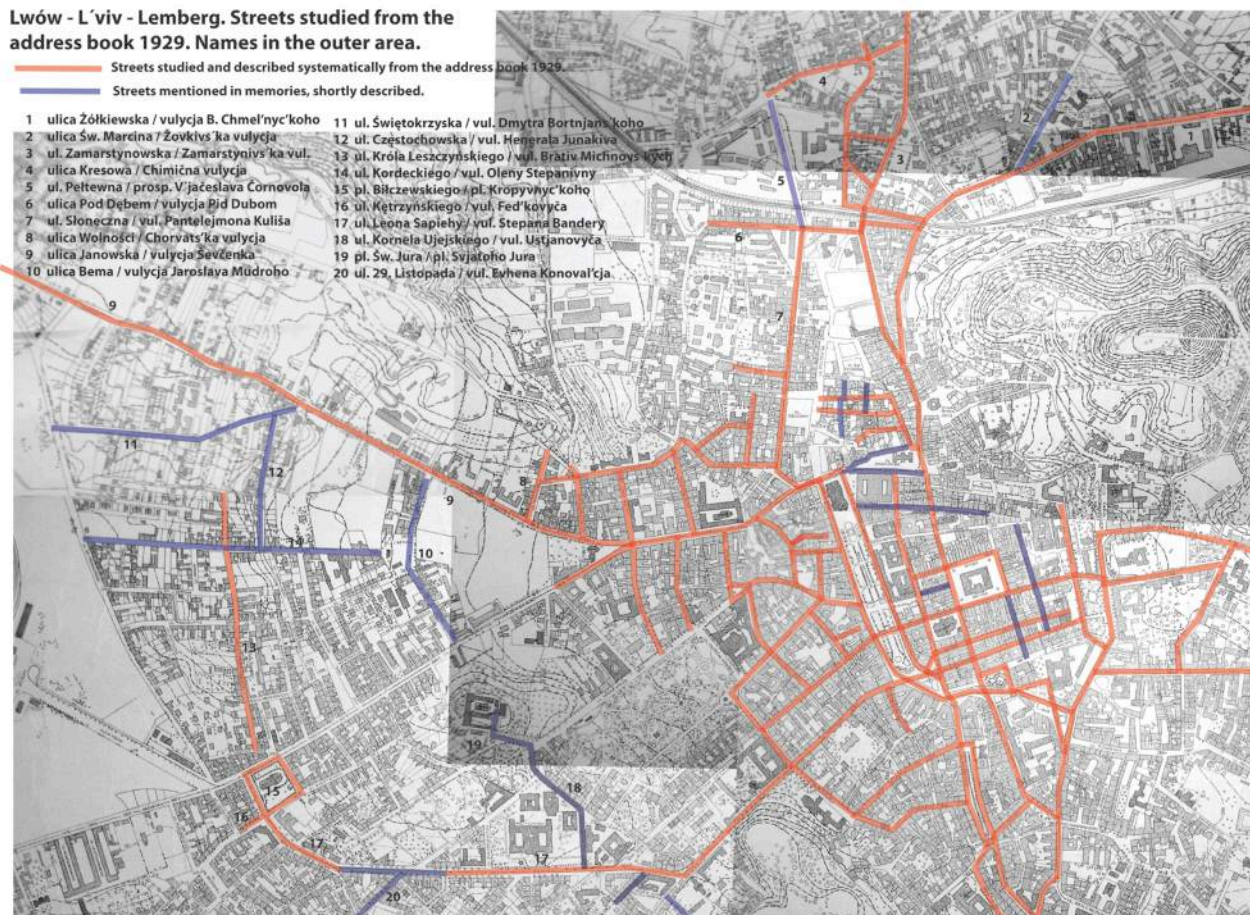 Lwów - L´viv - Lemberg. Streets studied from the
address book 1929. Names in the outer area.
Streets studied and described systematically from the address book 1929.
Streets mentioned in memories, shortly described.
1 ulica Żółkiewska / vulycja B. Chmel'nyc'koho
2 ulica Św. Marcina / Žovkivs´ka vulycja
3 ul. Zamarstynowska / Zamarstynivs´ka vul.
4 ulica Kresowa / Chimična vulycja
5 ul. Pełtewna / prosp. V´jačeslava Čornovola
6 ulica Pod Dębem / vulycja Pid Dubom
7 ul. Słoneczna / vul. Pantelejmona Kuliša
8 ulica Wolności / Chorvats'ka vulycja
9 ulica Janowska / vulycja Ševčenka
10 ulica Bema / vulycja Jaroslava Mudroho
11 ul. Świętokrzyska / vul. Dmytra Bortnjans´koho
12 ul. Częstochowska / vul. Henerala Junakiva
13 ul. Króla Leszczyńskiego / vul. Brativ Michnovs´kych
14 ul. Kordeckiego / vul. Oleny Stepanivny
15 pl. Bilczewskiego / pl. Kropyvnyc´koho
16 ul. Kętrzyńskiego / vul. Fed'kovyča
17 ul. Leona Sapiehy / vul. Stepana Bandery
18 ul. Kornela Ujejskiego / vul. Ustjanovyča
19 pl. Św. Jura / pl. Svjatoho Jura
20 ul. 29. Listopada / vul. Evhena Konoval'cja
4
2
1
3
5
6
9
7
11
12
8
9
14
10
13
19
15
18
16
17
17
20